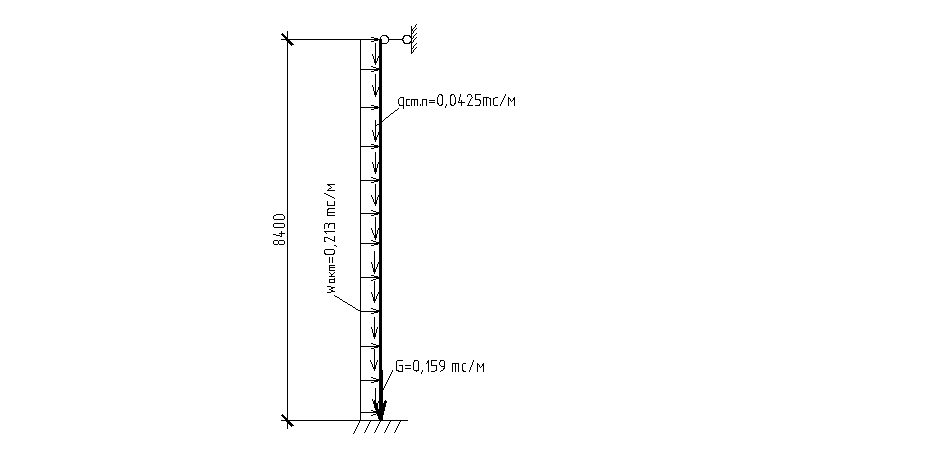 qст.п=0,0425тс/м
wакт=0,213 тс/м
8400
G=0,159 тс/м